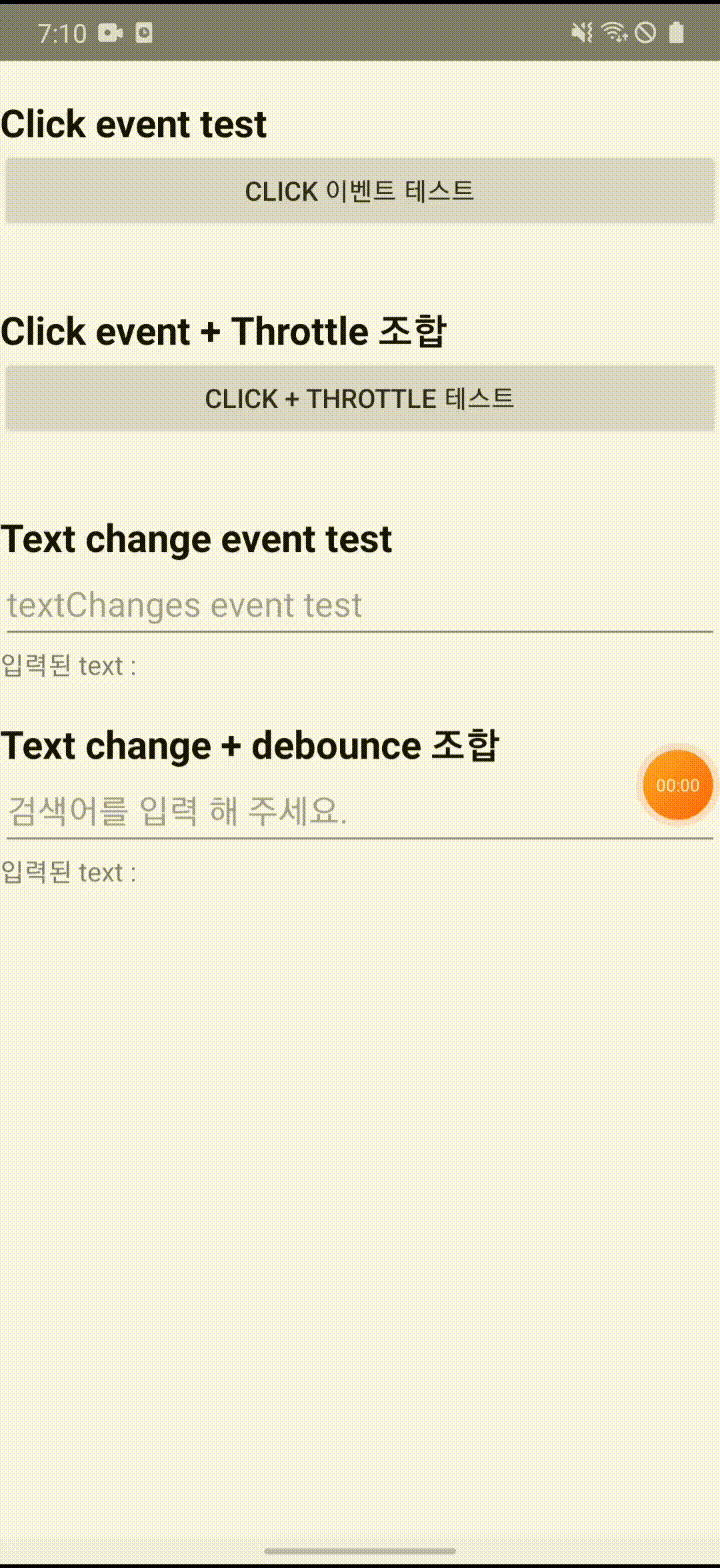 7:10
Click event test
CLICK 이벤트 테스트
Click event + Throttle 조합
CLICK + THROTTLE 테스트
Text change event test
textChanges event test
입력된 text :
Text change + debounce 조합
00:00
검색어를 입력 해 주세요.
입력된 text :